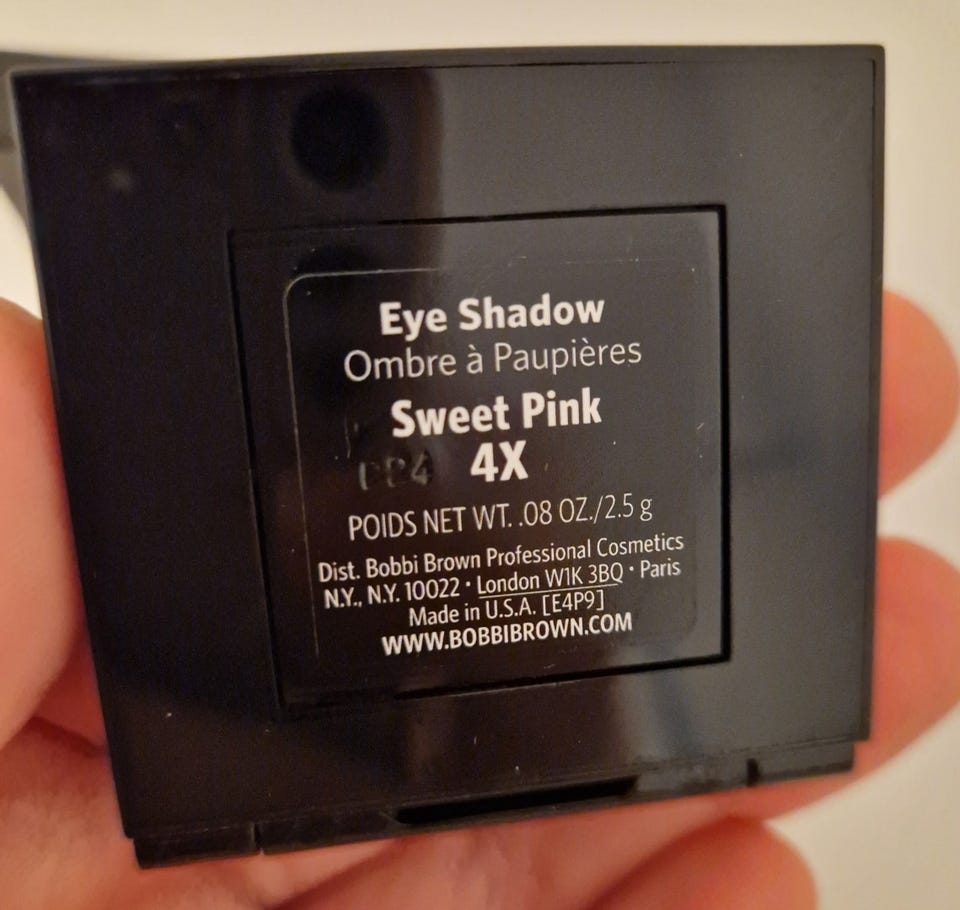 Eye Shadow
Ombre à Paupières
Sweet Pink
4X
POIDS NET WT. .08 OZ./2.5 g
Dist. Bobbi Brown Professional Cosmetics
N.Y., N.Y. 10022 · London W1K 3BQ · Paris
Made in U.S.A. [E4P9]
WWW.BOBBIBROWN.COM